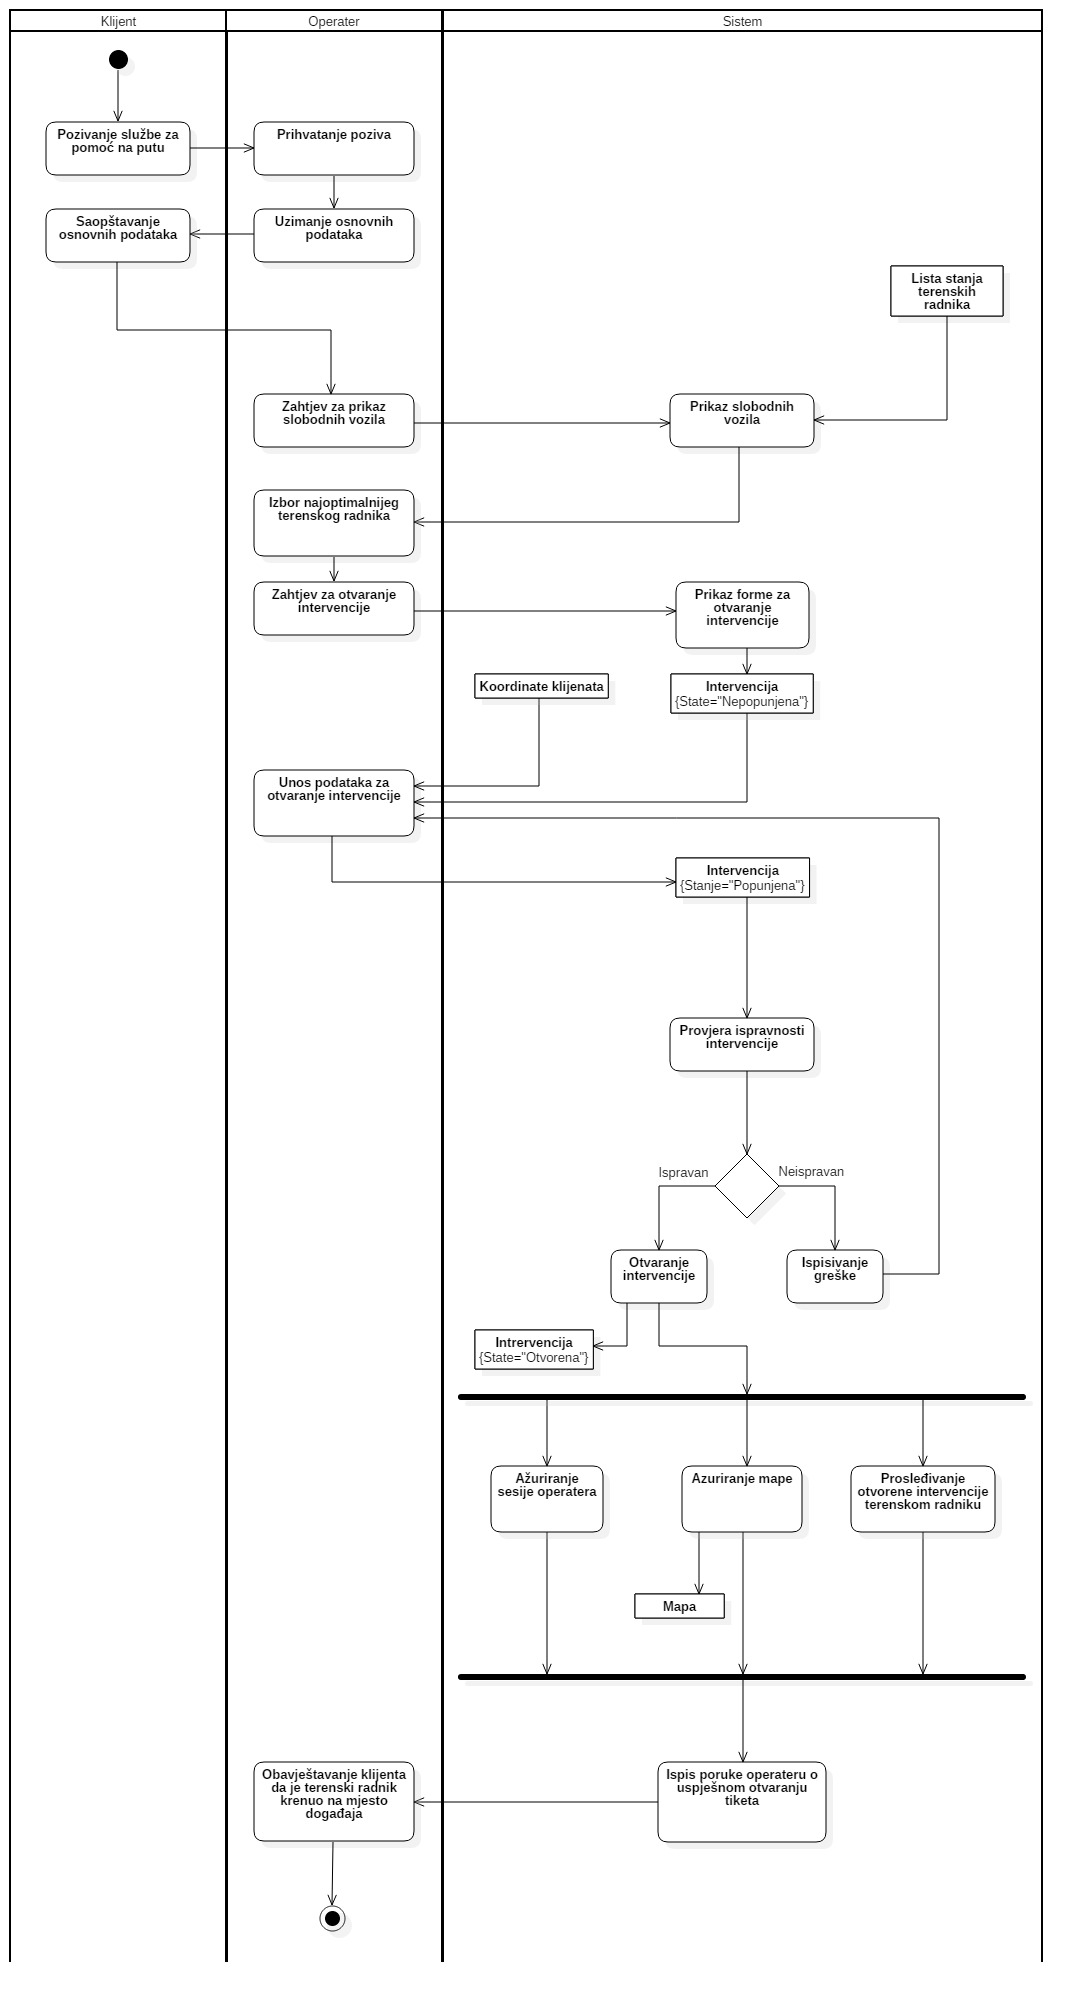 Klijent
Operater
Sistem
Pozivanje službe za
pomoć na putu
Prihvatanje poziva
Saopštavanje
osnovnih podataka
Uzimanje osnovnih
podataka
Lista stanja
terenskih
radnika
Zahtjev za prikaz
slobodnih vozila
Prikaz slobodnih
vozila
Izbor najoptimalnijeg
terenskog radnika
Zahtjev za otvaranje
intervencije
Prikaz forme za
otvaranje
intervencije
Koordinate klijenata
Intervencija
{State="Nepopunjena"}
Unos podataka za
otvaranje intervencije
Intervencija
{Stanje="Popunjena"}
Provjera ispravnosti
intervencije
Ispravan
Neispravan
Otvaranje
intervencije
Ispisivanje
greške
Intrervencija
{State="Otvorena"}
Ažuriranje
sesije operatera
Azuriranje mape
Prosleđivanje
otvorene intervencije
terenskom radniku
Mapa
Obavještavanje klijenta
da je terenski radnik
krenuo na mjesto
događaja
Ispis poruke operateru o
uspješnom otvaranju
tiketa